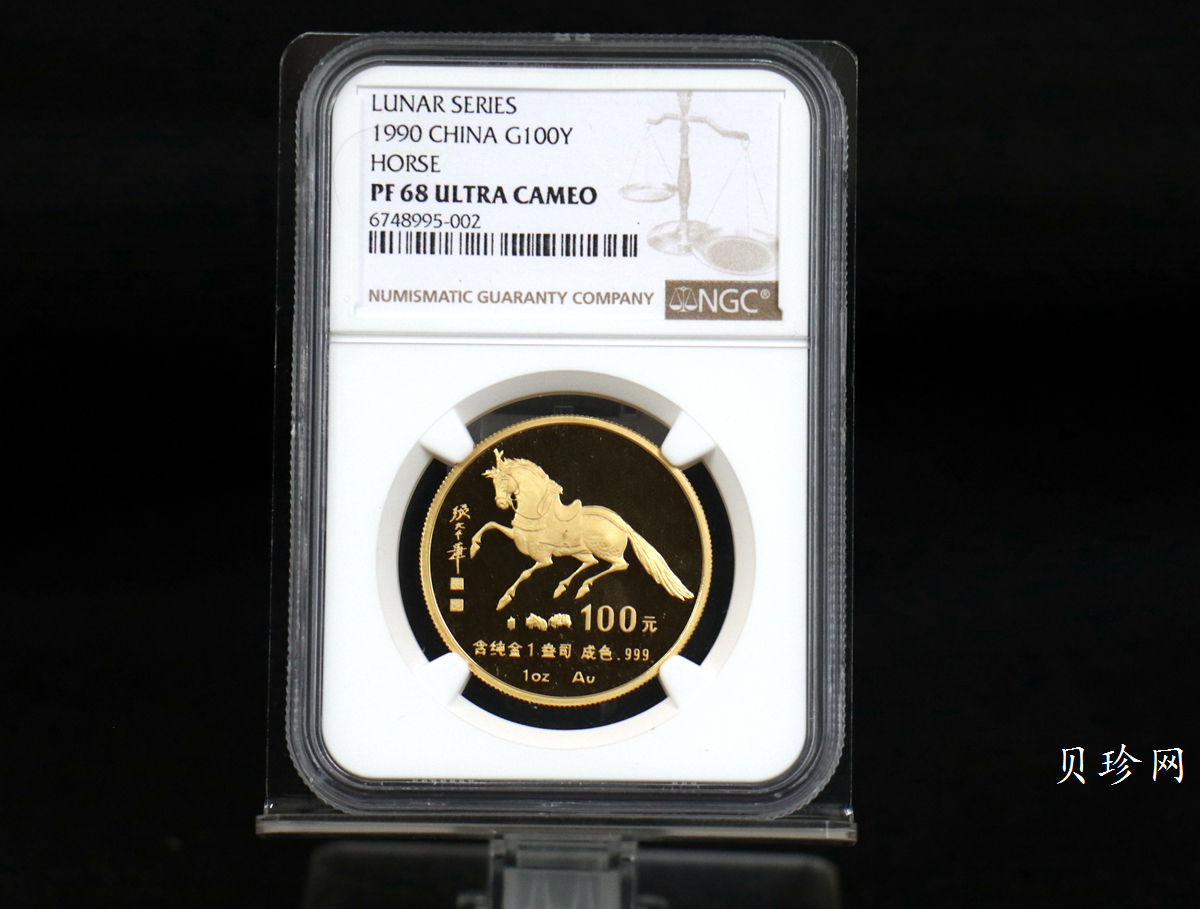 LUNAR SERIES
1990 CHINA G100Y
HORSE
PF 68 ULTRA CAMEO
6748995-002
NUMISMATIC GUARANTY COMPANY
NGC®
100元
含纯金1盎司 成色.999
1oz Au
贝珍网